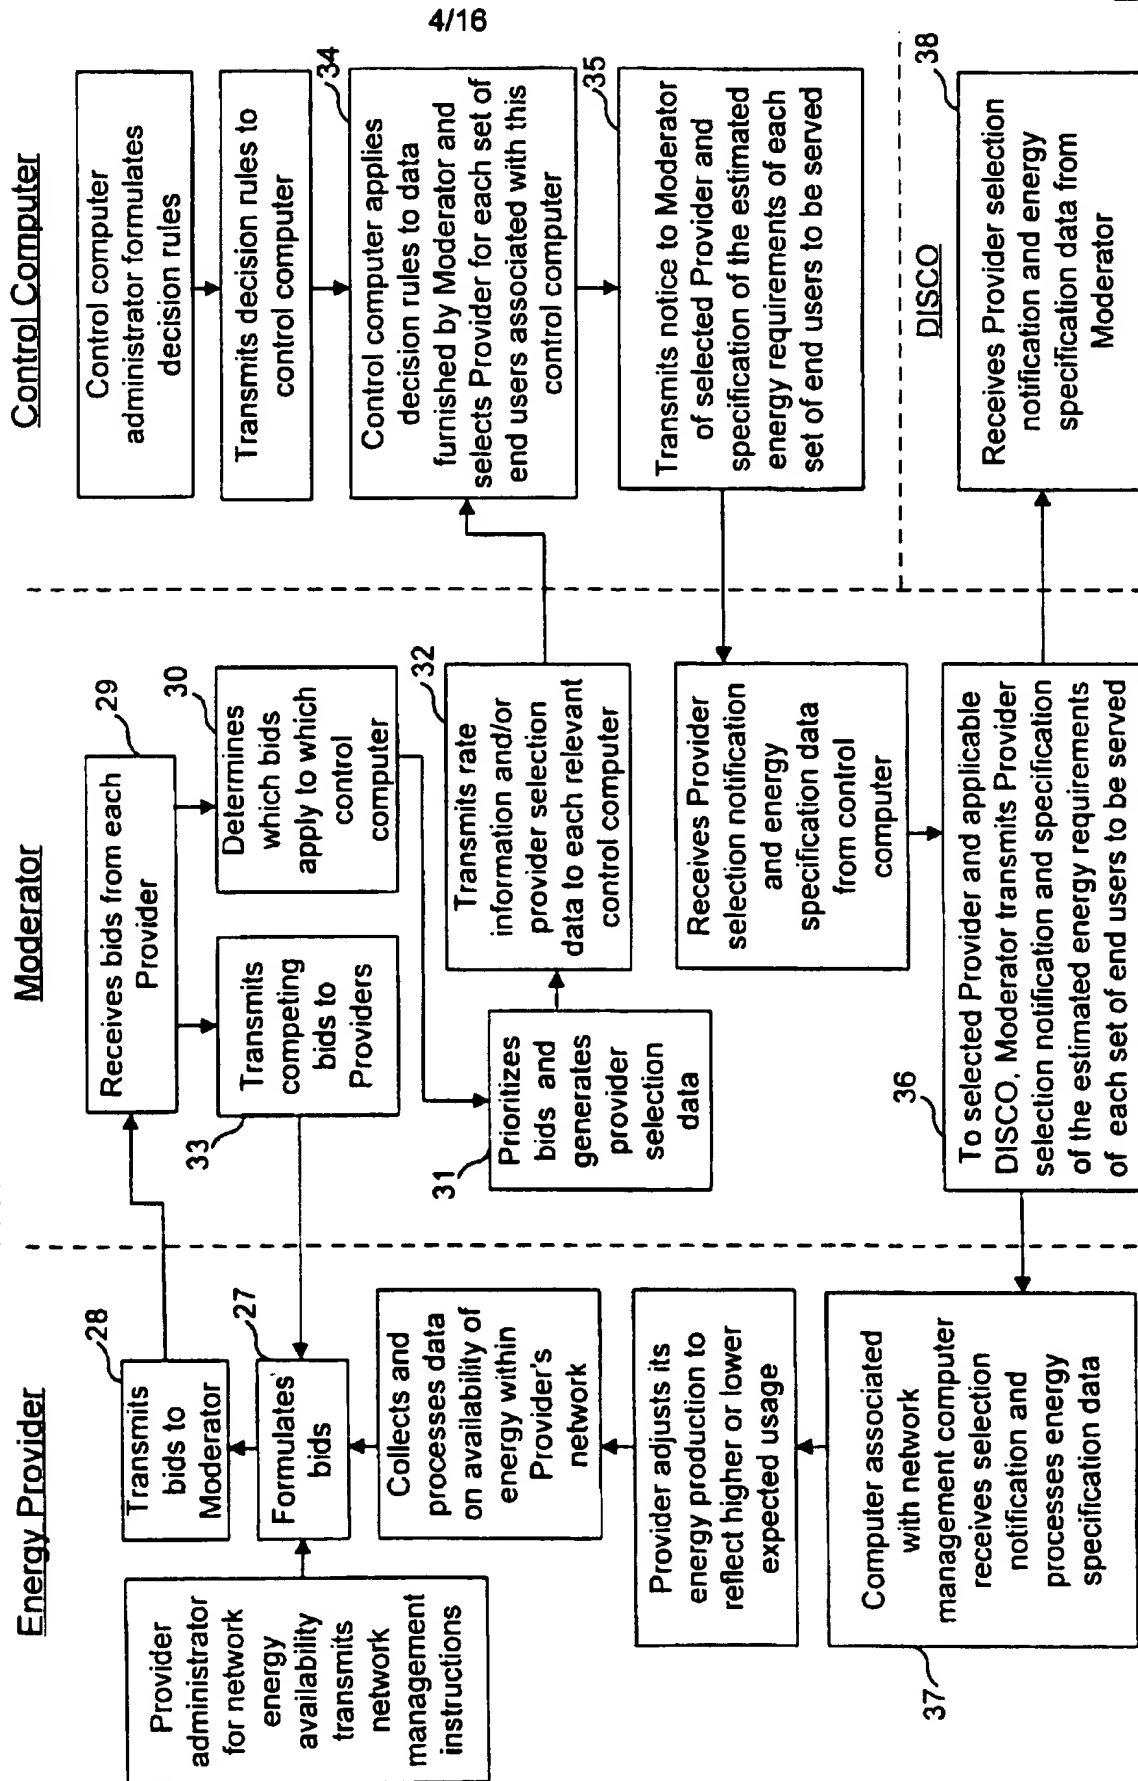 4/16
Energy Provider
Provider
administrator
for network
energy
availability
transmits
network
management
instructions
28
Transmits
bids to
Moderator
27
Formulates
bids
Collects and
processes data
on availability of
energy within
Provider's
network
Provider adjusts its
energy production to
reflect higher or lower
expected usage
Computer associated
with network
management computer
receives selection
notification and
processes energy
specification data
37
Moderator
29
Receives bids from each
Provider
33
Transmits
competing
bids to
Providers
30
Determines
which bids
apply to which
control
computer
31
Prioritizes
bids and
generates
provider
selection
data
32
Transmits rate
information and/or
provider selection
data to each relevant
control computer
Receives Provider
selection notification
and energy
specification data
from control
computer
36
To selected Provider and applicable
DISCO, Moderator transmits Provider
selection notification and specification
of the estimated energy requirements
of each set of end users to be served
Control Computer
Control computer
administrator formulates
decision rules
Transmits decision rules to
control computer
34
Control computer applies
decision rules to data
furnished by Moderator and
selects Provider for each set of
end users associated with this
control computer
35
Transmits notice to Moderator
of selected Provider and
specification of the estimated
energy requirements of each
set of end users to be served
DISCO
38
Receives Provider selection
notification and energy
specification data from
Moderator